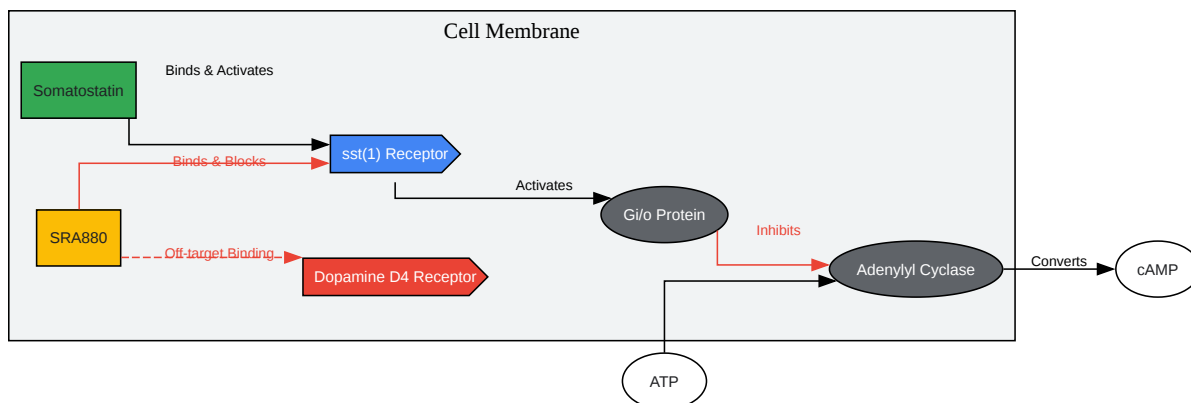 Cell Membrane
Binds & Activates
Somatostatin
sst(1) Receptor
Binds & Blocks
Activates
Gi/o Protein
SRA880
Inhibits
Off-target Binding
Dopamine D4 Receptor
Adenylyl Cyclase
Converts
cAMP
ATP